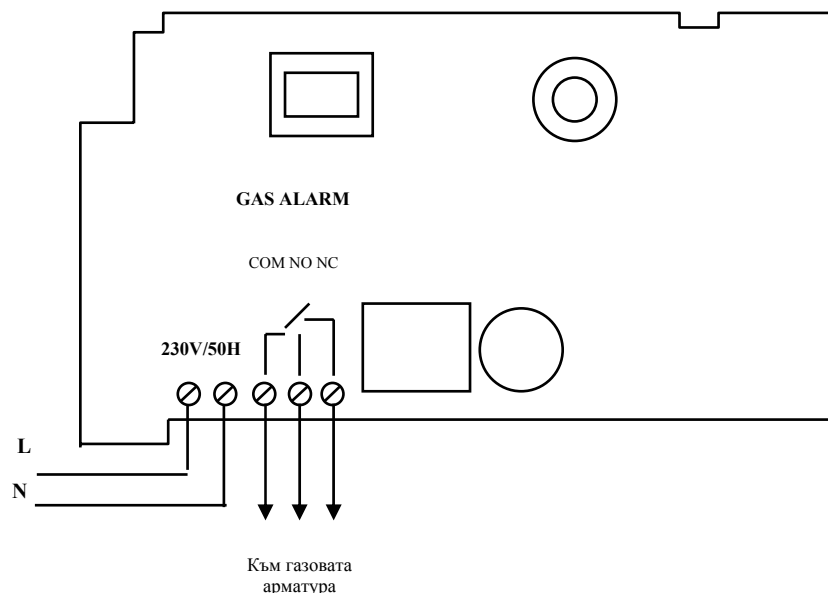 GAS ALARM
COM NO NC
230V/50H
L
N
Към газовата
арматура